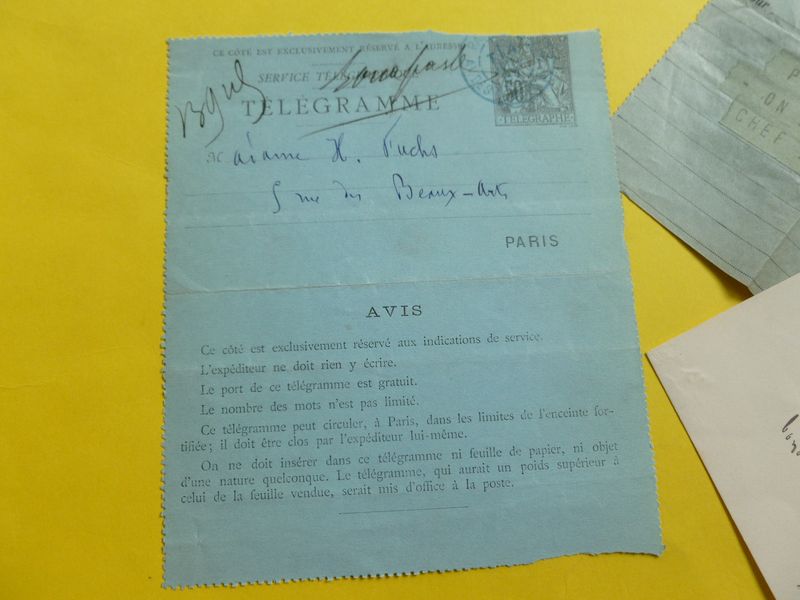 CE CÔTÉ EST EXCLUSIVEMENT RÉSERVÉ A L'ADRESSE
SERVICE TÉLÉGRAPHIQUE
TÉLÉGRAMME
50
TÉLÉGRAPHE
Madame H. Fuchs
5 rue des Beaux-Arts
PARIS
AVIS
Ce côté est exclusivement réservé aux indications de service.
L'expéditeur ne doit rien y écrire.
Le port de ce télégramme est gratuit.
Le nombre des mots n'est pas limité.
Ce télégramme peut circuler, à Paris, dans les limites de l'enceinte for-
tifiée; il doit être clos par l'expéditeur lui-même.
On ne doit insérer dans ce télégramme ni feuille de papier, ni objet
d'une nature quelconque. Le télégramme, qui aurait un poids supérieur à
celui de la feuille vendue, serait mis d'office à la poste.
ON
CHEF